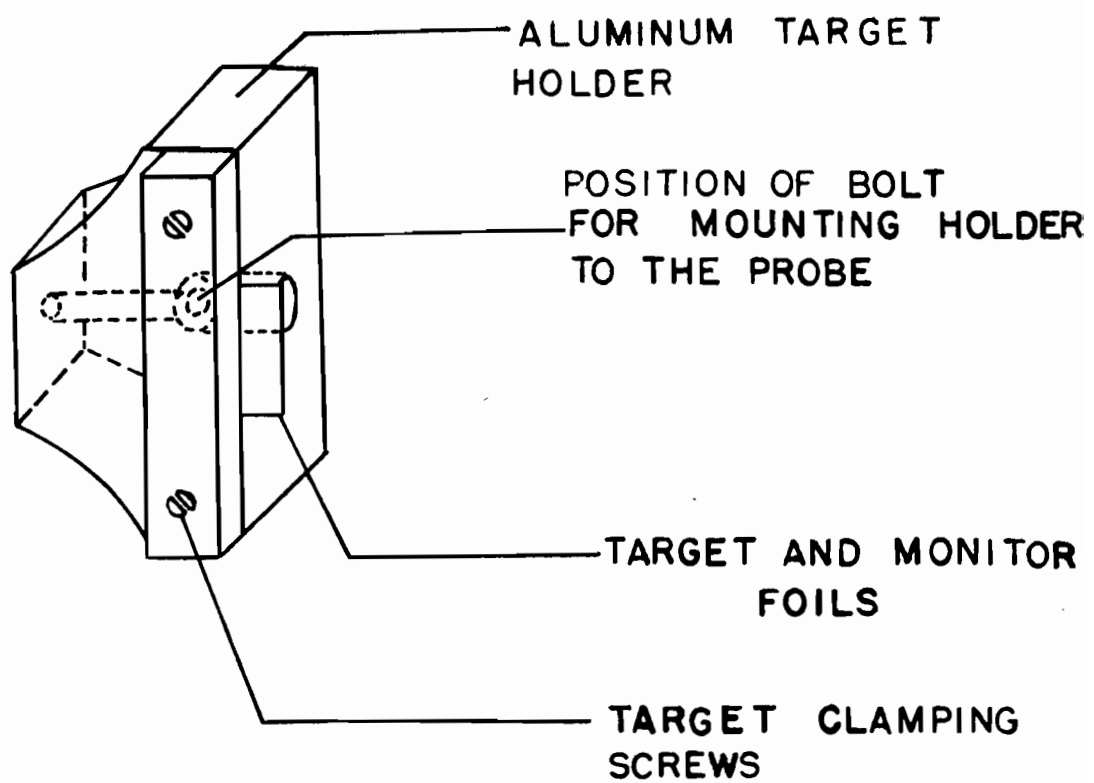 ALUMINUM TARGET
HOLDER
POSITION OF BOLT
FOR MOUNTING HOLDER
TO THE PROBE
TARGET AND MONITOR
FOILS
TARGET CLAMPING
SCREWS